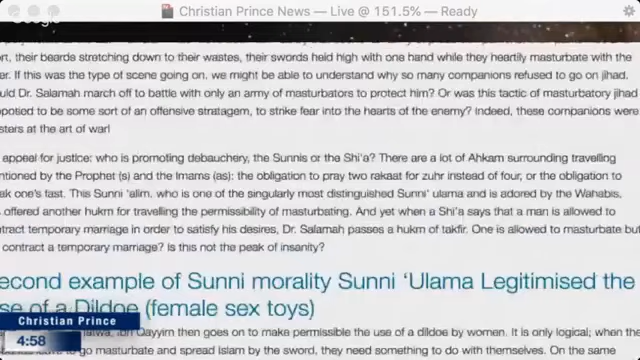 Christian Prince News — Live @ 151.5% — Ready
Google
rt, their beards stretching down to their wastes, their swords held high with one hand while they heartily masturbate with the
er. If this was the type of scene going on, we might be able to understand why so many companions refused to go on jihad.
uld Dr. Salamah march off to battle with only an army of masturbators to protect him? Or was this tactic of masturbatory jihad
pposed to be some sort of an offensive stratagem, to strike fear into the hearts of the enemy? Indeed, these companions were
sters at the art of war!
appeal for justice: who is promoting debauchery, the Sunnis or the Shi'a? There are a lot of Ahkam surrounding travelling
ntioned by the Prophet (s) and the Imams (as): the obligation to pray two rakaat for zuhr instead of four, or the obligation to
ak one's fast. This Sunni 'alim, who is one of the singularly most distinguished Sunni' ulama and is adored by the Wahabis,
s offered another hukm for travelling the permissibility of masturbating. And yet when a Shi'a says that a man is allowed to
ntract temporary marriage in order to satisfy his desires, Dr. Salamah passes a hukm of takfir. One is allowed to masturbate but
contract a temporary marriage? Is this not the peak of insanity?
econd example of Sunni morality Sunni 'Ulama Legitimised the
se of a Dildoe (female sex toys)
Christian Prince
fatwa, Ibn Qayyim then goes on to make permissible the use of a dildoe by women. It is only logical; when the
4:58
go masturbate and spread islam by the sword, they need something to do with themselves. On the same